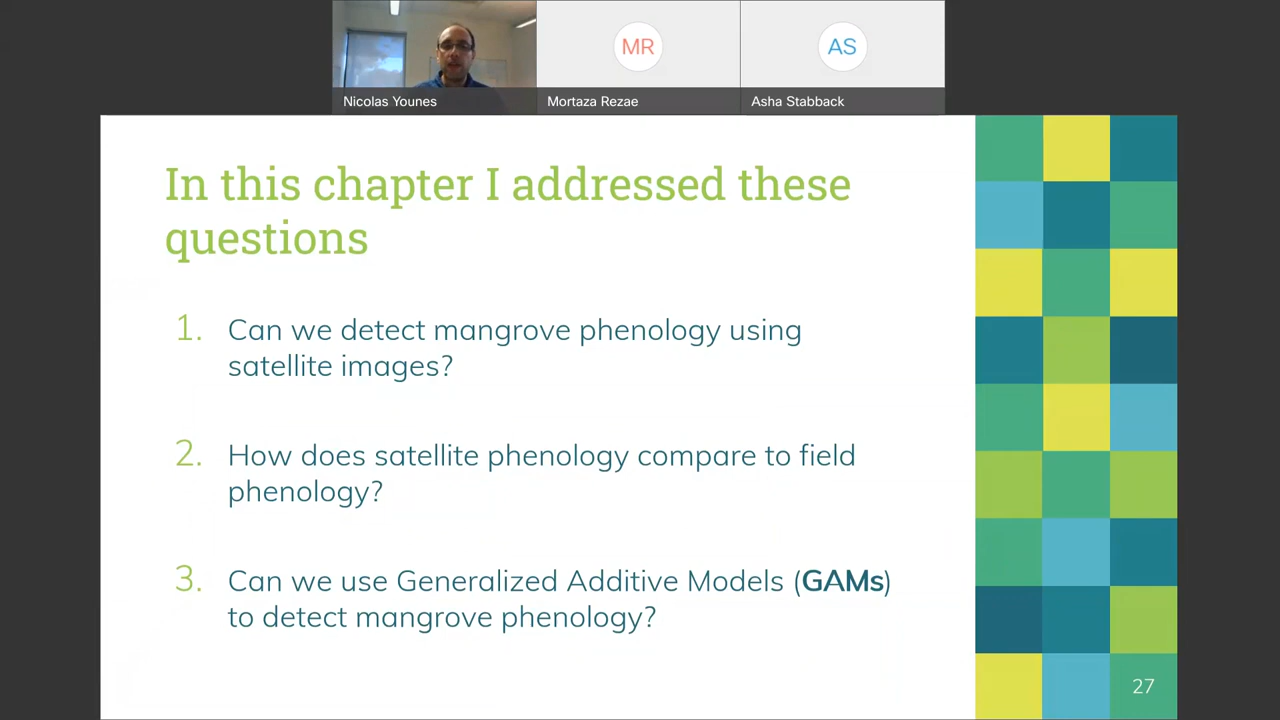 MR
AS
Nicolas Younes
Mortaza Rezae
Asha Stabback
In this chapter I addressed these
questions
1. Can we detect mangrove phenology using
satellite images?
2. How does satellite phenology compare to field
phenology?
3. Can we use Generalized Additive Models (GAMs)
to detect mangrove phenology?
27